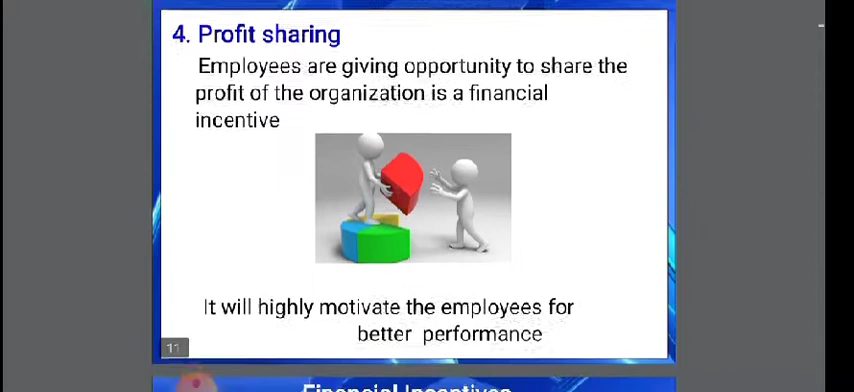 4. Profit sharing
Employees are giving opportunity to share the
profit of the organization is a financial
incentive
It will highly motivate the employees for
better performance
11
Financial Incentives